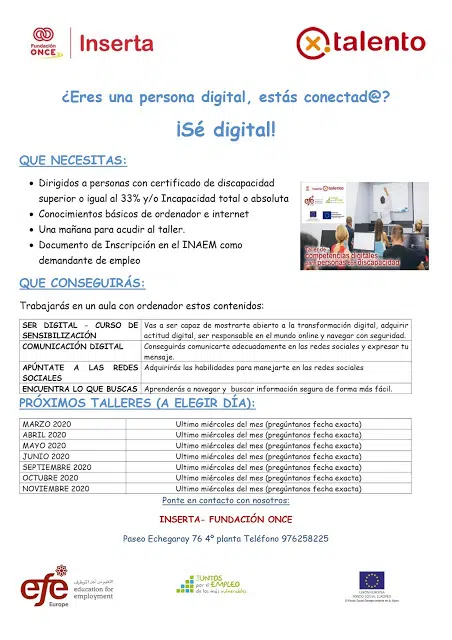 Fundación
ONCE
Inserta
x talento
¿Eres una persona digital, estás conectad@?
¡Sé digital!
QUE NECESITAS:
• Dirigidos a personas con certificado de discapacidad
superior o igual al 33% y/o Incapacidad total o absoluta
• Conocimientos básicos de ordenador e internet
• Una mañana para acudir al taller.
• Documento de Inscripción en el INAEM como
demandante de empleo
Inserta
talento
efe
Taller de
competencias digitales
para personas con discapacidad
QUE CONSEGUIRÁS:
Trabajarás en un aula con ordenador estos contenidos:
SER DIGITAL - CURSO DE SENSIBILIZACIÓN
Vas a ser capaz de mostrarte abierto a la transformación digital, adquirir
actitud digital, ser responsable en el mundo online y navegar con seguridad.
COMUNICACIÓN DIGITAL
Conseguirás comunicarte adecuadamente en las redes sociales y expresar tu
mensaje.
APÚNTATE A LAS REDES SOCIALES
Adquirirás las habilidades para manejarte en las redes sociales
ENCUENTRA LO QUE BUSCAS
Aprenderás a navegar y buscar información segura de forma más fácil.
PRÓXIMOS TALLERES (A ELEGIR DÍA):
MARZO 2020 Ultimo miércoles del mes (pregúntanos fecha exacta)
ABRIL 2020 Ultimo miércoles del mes (pregúntanos fecha exacta)
MAYO 2020 Ultimo miércoles del mes (pregúntanos fecha exacta)
JUNIO 2020 Ultimo miércoles del mes (pregúntanos fecha exacta)
SEPTIEMBRE 2020 Ultimo miércoles del mes (pregúntanos fecha exacta)
OCTUBRE 2020 Ultimo miércoles del mes (pregúntanos fecha exacta)
NOVIEMBRE 2020 Ultimo miércoles del mes (pregúntanos fecha exacta)
Ponte en contacto con nosotros:
INSERTA- FUNDACIÓN ONCE
Paseo Echegaray 76 4º planta Teléfono 976258225
efe
Europe
education for
employment
JUNTOS
por el EMPLEO
de los más vulnerables
UNIÓN EUROPEA
FONDO SOCIAL EUROPEO